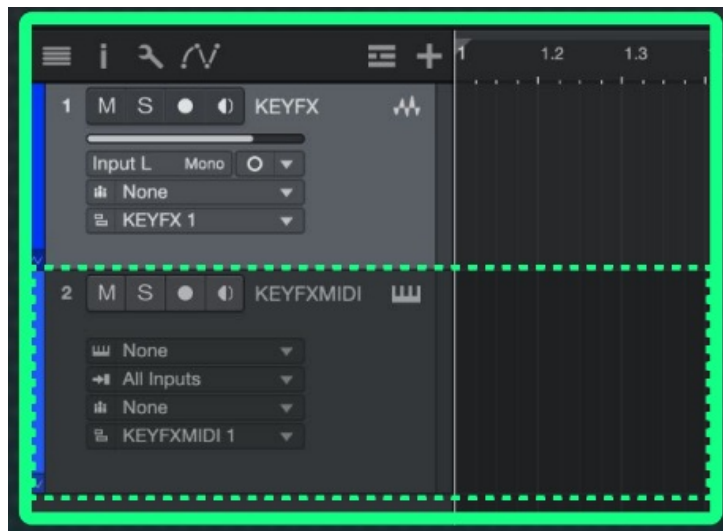 i 1 1.2 1.3
1 M S KEYFX
Input L Mono
None
KEYFX 1
2 M S KEYFXMIDI
None
All Inputs
None
KEYFXMIDI 1